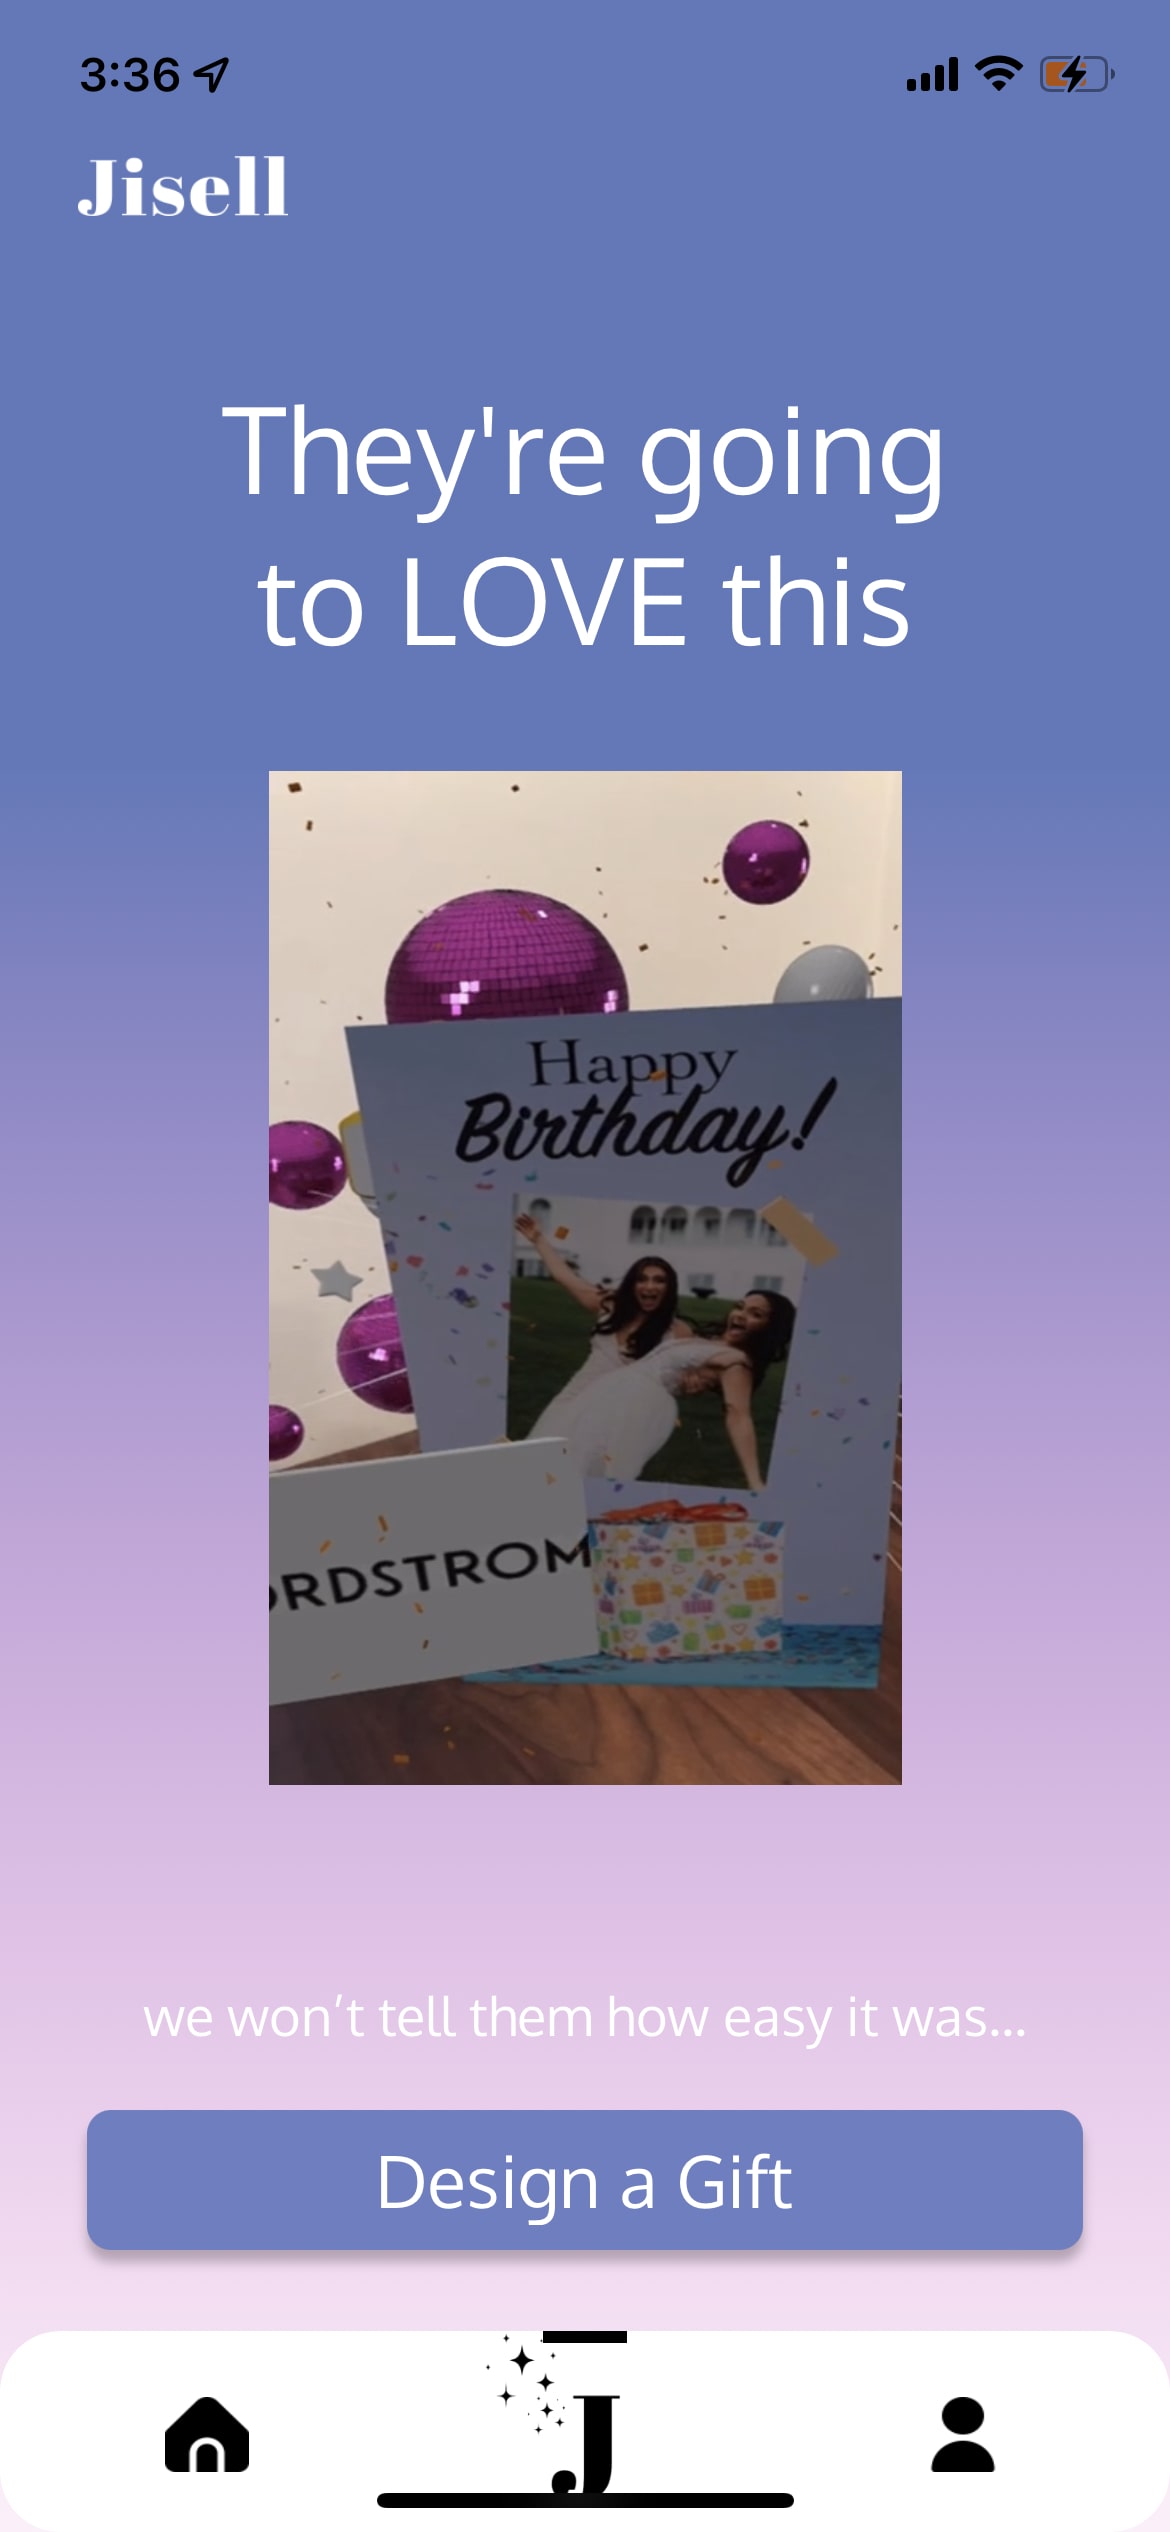 3:36
Jisell
They're going
to LOVE this
Happy
Birthday!
ORDSTROM
we won’t tell them how easy it was...
Design a Gift
J